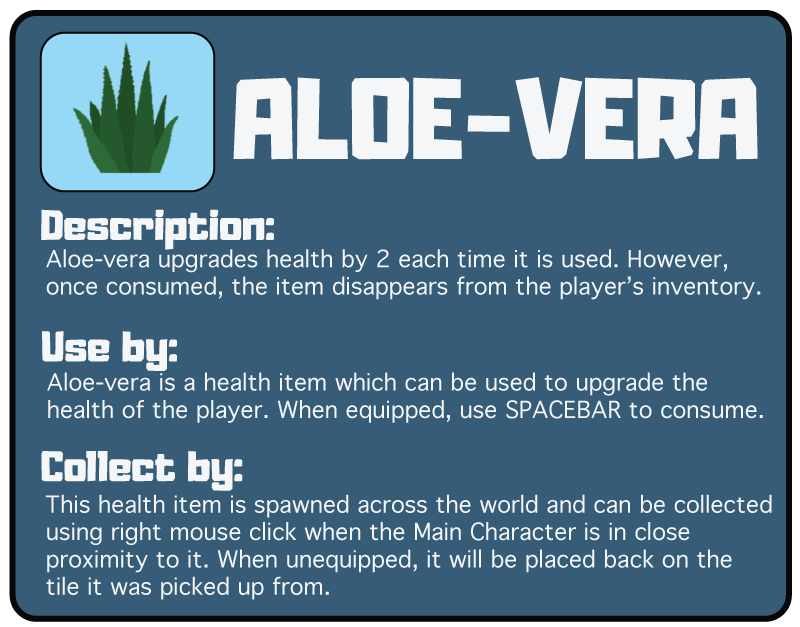 ALOE-VERA
Description:
Aloe-vera upgrades health by 2 each time it is used. However,
once consumed, the item disappears from the player’s inventory.
Use by:
Aloe-vera is a health item which can be used to upgrade the
health of the player. When equipped, use SPACEBAR to consume.
Collect by:
This health item is spawned across the world and can be collected
using right mouse click when the Main Character is in close
proximity to it. When unequipped, it will be placed back on the
tile it was picked up from.